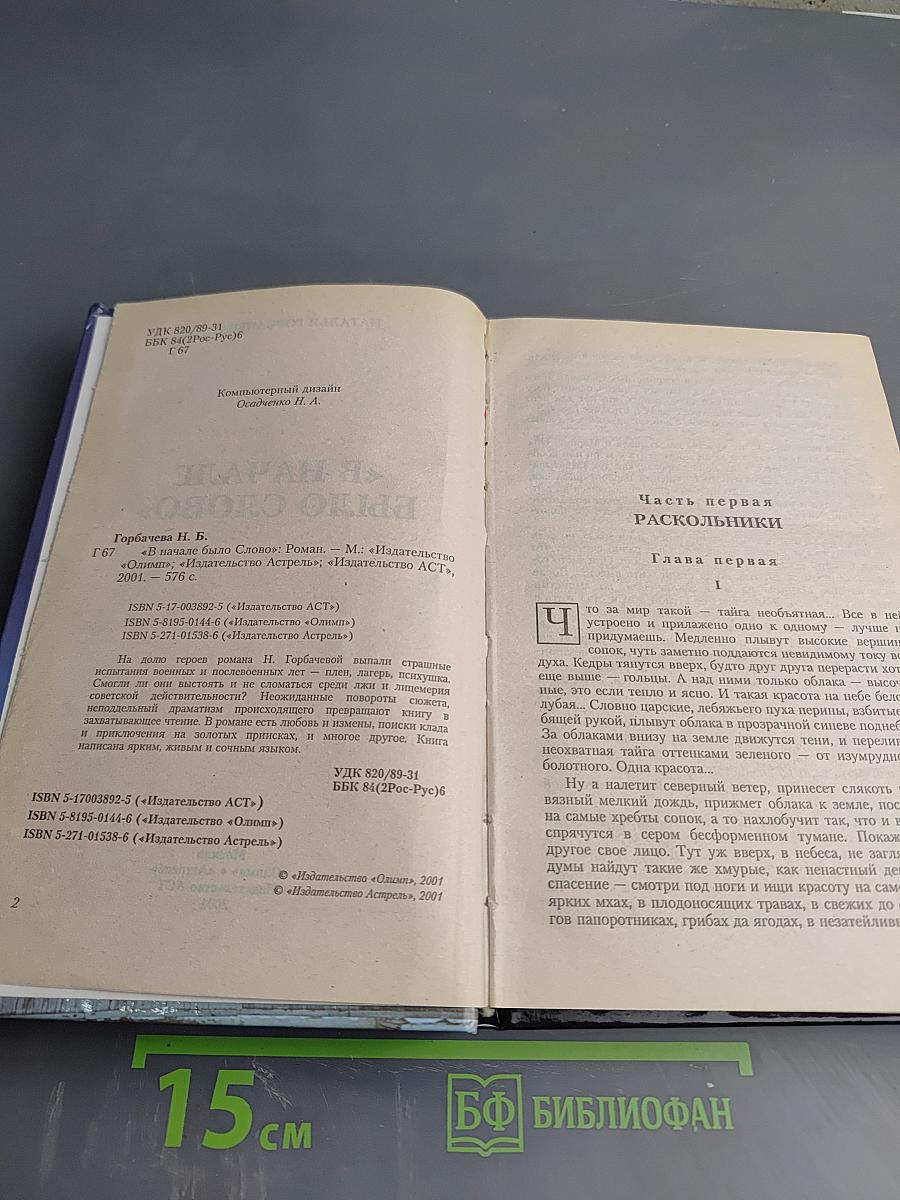 УДК 820/89-31
ББК 84(2Рос-Рус)6
Г 67
Компьютерный дизайн
Осадченко Н. А.
Горбачева Н. Б.
Г 67 «В начале было Слово»: Роман. — М.: «Издательство
«Олимп»; «Издательство Астрель»; «Издательство АСТ»,
2001. — 576 с.
ISBN 5-17-003892-5 («Издательство АСТ»)
ISBN 5-8195-0144-6 («Издательство «Олимп»)
ISBN 5-271-01538-6 («Издательство Астрель»)
На долю героев романа Н. Горбачевой выпали страшные
испытания военных и послевоенных лет — плен, лагерь, психушка.
Смогли ли они выстоять и не сломаться среди лжи и лицемерия
советской действительности? Неожиданные повороты сюжета,
неподдельный драматизм происходящего превращают книгу в
захватывающее чтение. В романе есть любовь и измены, поиски клада
и приключения на золотых приисках, и многое другое. Книга
написана ярким, живым и сочным языком.
УДК 820/89-31
ББК 84(2Рос-Рус)6
ISBN 5-17003892-5 («Издательство АСТ»)
ISBN 5-8195-0144-6 («Издательство «Олимп»)
ISBN 5-271-01538-6 («Издательство Астрель»)
© «Издательство «Олимп», 2001
© «Издательство Астрель», 2001
2
Часть первая
РАСКОЛЬНИКИ
Глава первая
I
Что за мир такой — тайга необъятная... Все в ней
устроено и прилажено одно к одному — лучше н
придумаешь. Медленно плывут высокие вершин
сопок, чуть заметно поддаются невидимому току во
духа. Кедры тянутся вверх, будто друг друга перерасти хот
еще выше — гольцы. А над ними только облака — высоч
ные, это если тепло и ясно. И такая красота на небе бело
лубая... Словно царские, лебяжьего пуха перины, взбитые
бящей рукой, плывут облака в прозрачной синеве поднеб
За облаками внизу на земле движутся тени, и перелив
неохватная тайга оттенками зеленого — от изумрудно
болотного. Одна красота...
Ну а налетит северный ветер, принесет слякоть
вязный мелкий дождь, прижмет облака к земле, пос
на самые хребты сопок, а то нахлобучит так, что и в
спрячутся в сером бесформенном тумане. Покаж
другое свое лицо. Тут уж вверх, в небеса, не загля
думы найдут такие же хмурые, как ненастный де
спасение — смотри под ноги и ищи красоту на сам
ярких мхах, в плодоносящих травах, в свежих до
гов папоротниках, грибах да ягодах, в незатейливы
15 см
БФ БИБЛИОФАН